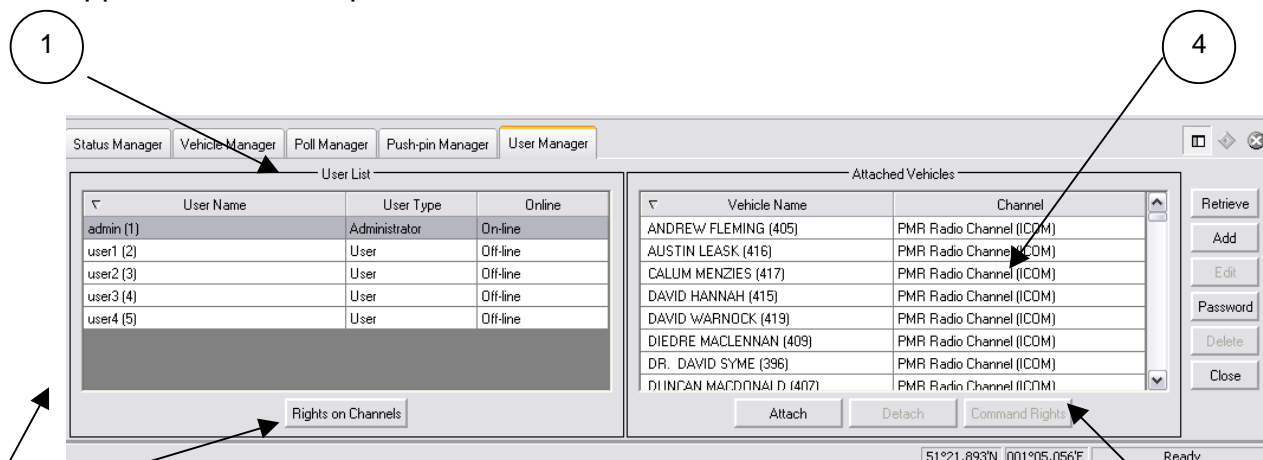 1
4
Status Manager Vehicle Manager Poll Manager Push-pin Manager User Manager
User List
User Name User Type Online
admin (1) Administrator On-line
user1 (2) User Off-line
user2 (3) User Off-line
user3 (4) User Off-line
user4 (5) User Off-line
Rights on Channels
Attached Vehicles
Vehicle Name Channel
ANDREW FLEMING (405) PMR Radio Channel (ICOM)
AUSTIN LEASK (416) PMR Radio Channel (ICOM)
CALUM MENZIES (417) PMR Radio Channel (ICOM)
DAVID HANNAH (415) PMR Radio Channel (ICOM)
DAVID WARNOCK (419) PMR Radio Channel (ICOM)
DIEDRE MACLENNAN (409) PMR Radio Channel (ICOM)
DR. DAVID SYME (396) PMR Radio Channel (ICOM)
DUNCAN MACDONALD (407) PMR Radio Channel (ICOM)
Attach Detach Command Rights
Retrieve
Add
Edit
Password
Delete
Close
51°21.893'N 001°05.056'E Ready